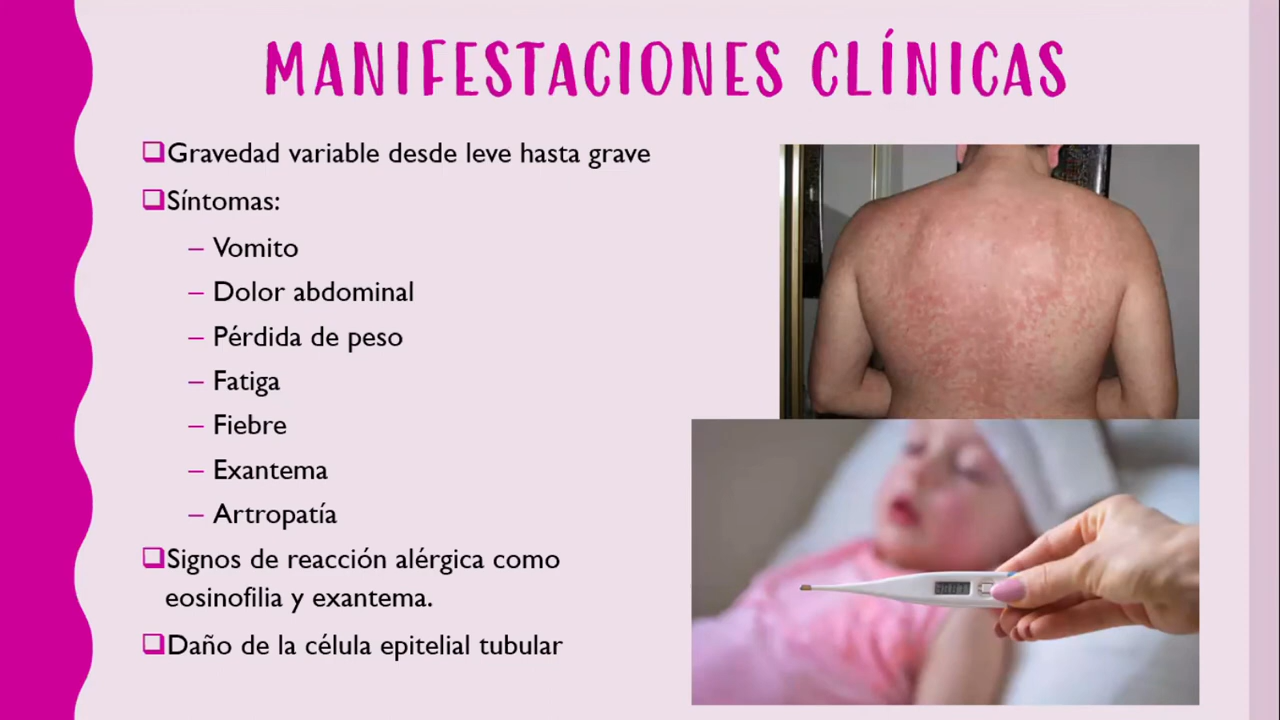 MANIFESTACIONES CLÍNICAS
Gravedad variable desde leve hasta grave
Síntomas:
– Vomito
– Dolor abdominal
– Pérdida de peso
– Fatiga
– Fiebre
– Exantema
– Artropatía
Signos de reacción alérgica como
eosinofilia y exantema.
Daño de la célula epitelial tubular